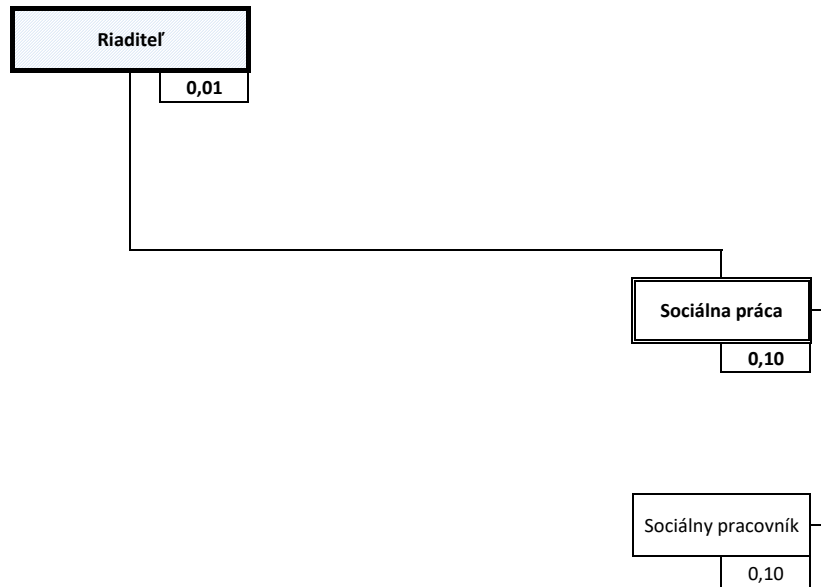 Riaditeľ
0,01
Sociálna práca
0,10
Sociálny pracovník
0,10